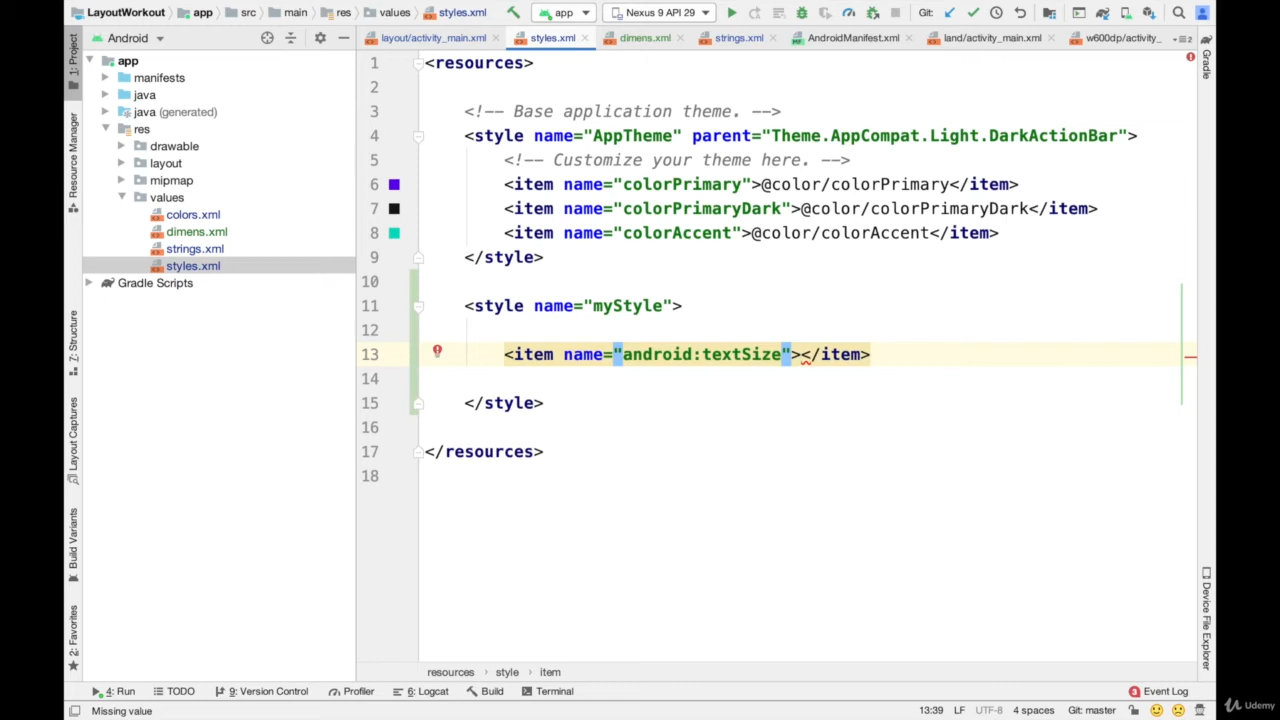 LayoutWorkout app src main res values styles.xml app Nexus 9 API 29 Git:
1: Project Android layout/activity_main.xml styles.xml dimens.xml strings.xml AndroidManifest.xml land/activity_main.xml w600dp/activity_ 2 Gradle
app
manifests
java
java (generated)
res
drawable
layout
mipmap
values
colors.xml
dimens.xml
strings.xml
styles.xml
Gradle Scripts
Resource Manager
7: Structure
Layout Captures
Build Variants
2: Favorites
1 <resources>
2
3 <!-- Base application theme. -->
4 <style name="AppTheme" parent="Theme.AppCompat.Light.DarkActionBar">
5 <!-- Customize your theme here. -->
6 <item name="colorPrimary">@color/colorPrimary</item>
7 <item name="colorPrimaryDark">@color/colorPrimaryDark</item>
8 <item name="colorAccent">@color/colorAccent</item>
9 </style>
10
11 <style name="myStyle">
12
13 <item name="android:textSize"></item>
14
15 </style>
16
17 </resources>
18
Device File Explorer
resources › style › item
4: Run TODO 9: Version Control Profiler 6: Logcat Build Terminal Event Log
Missing value 13:39 LF UTF-8 4 spaces Git: master
Udemy